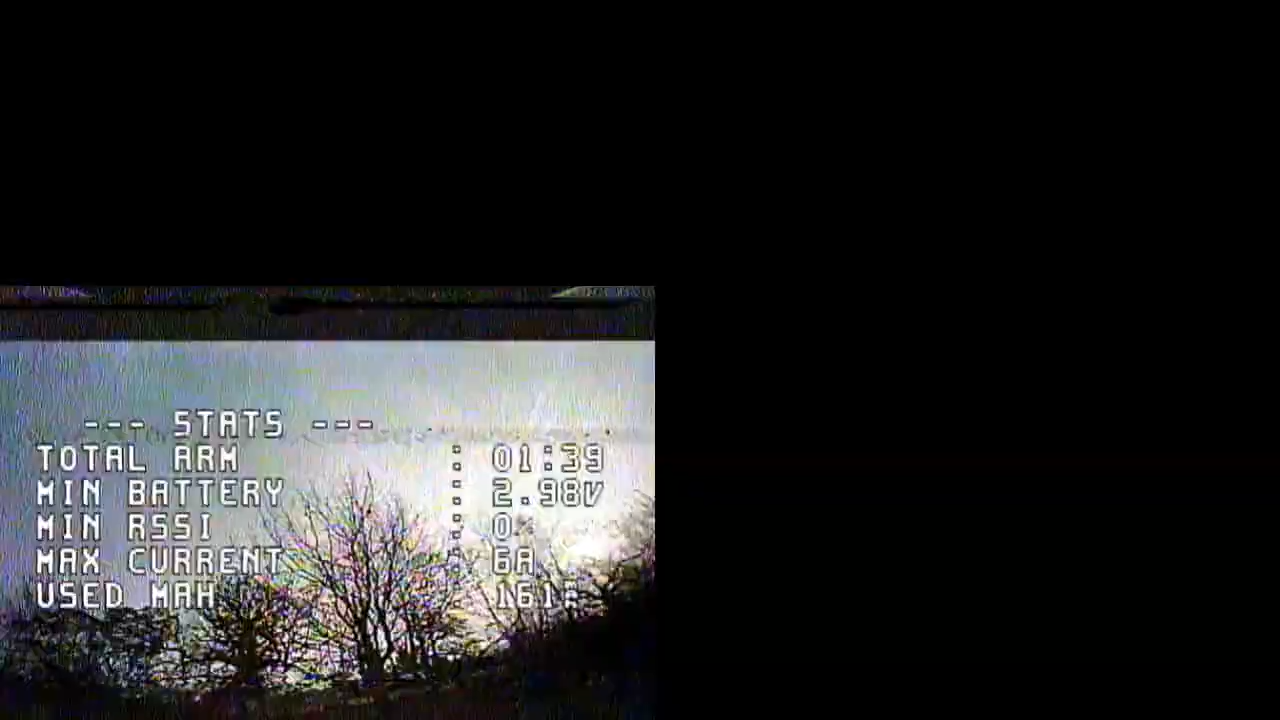 --- STATS ---
TOTAL ARM : 01:39
MIN BATTERY : 2.98V
MIN RSSI : 0%
MAX CURRENT : 6A
USED MAH : 161